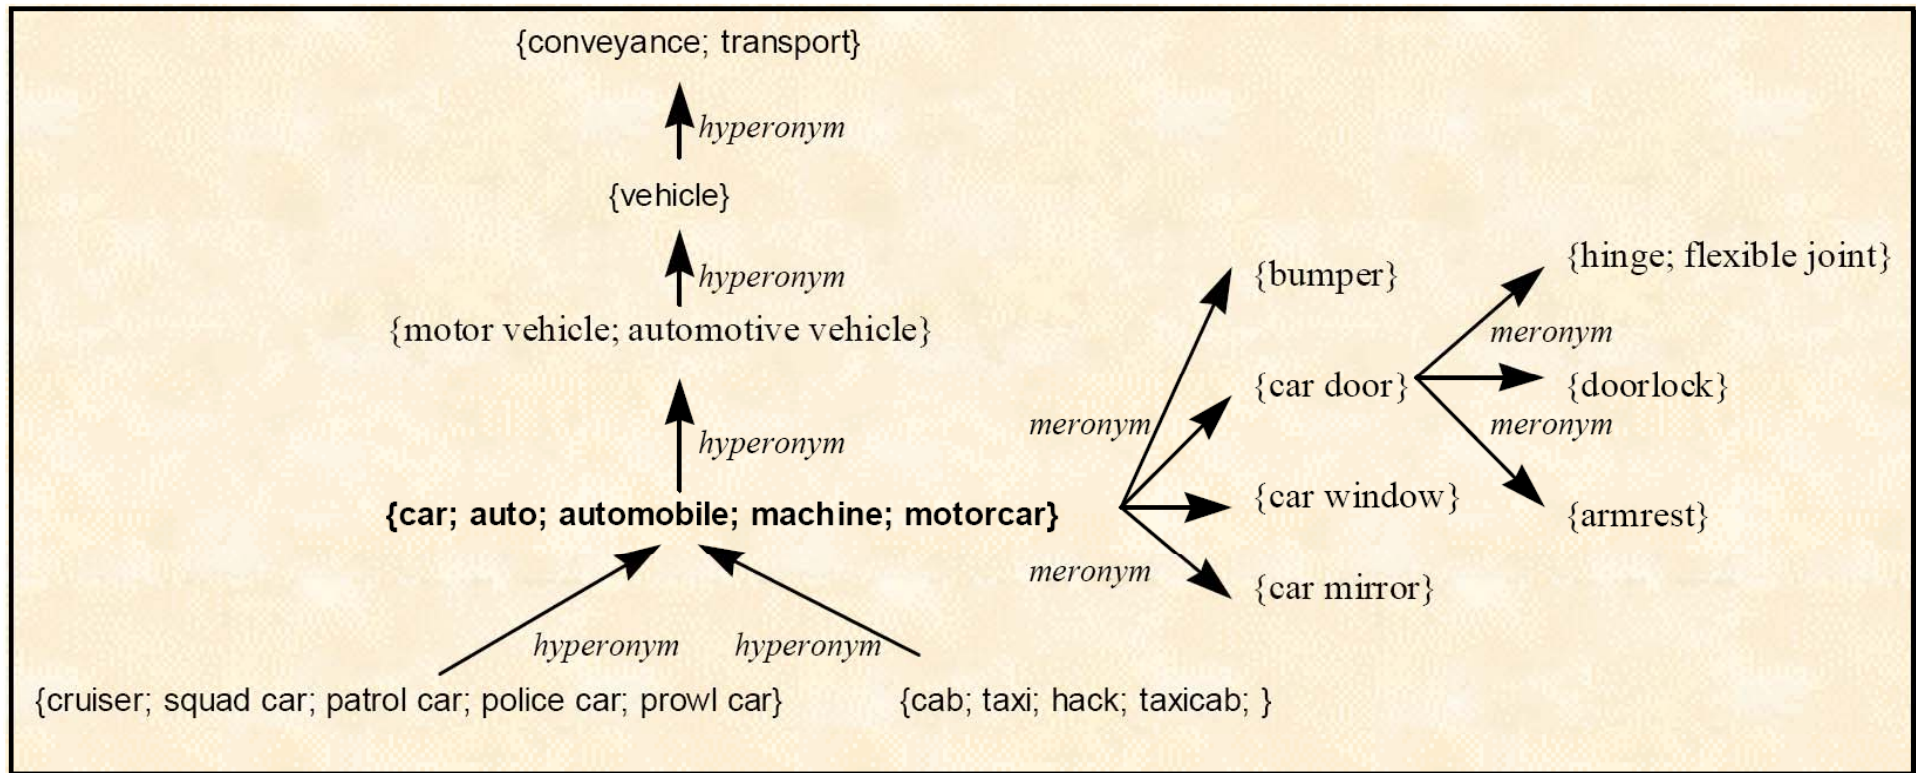 {conveyance; transport}
hyperonym
{vehicle}
hyperonym
{motor vehicle; automotive vehicle}
hyperonym
{car; auto; automobile; machine; motorcar}
hyperonym
hyperonym
{cruiser; squad car; patrol car; police car; prowl car}
{cab; taxi; hack; taxicab; }
meronym
meronym
{bumper}
{car door}
{car window}
{car mirror}
meronym
meronym
{hinge; flexible joint}
{doorlock}
{armrest}